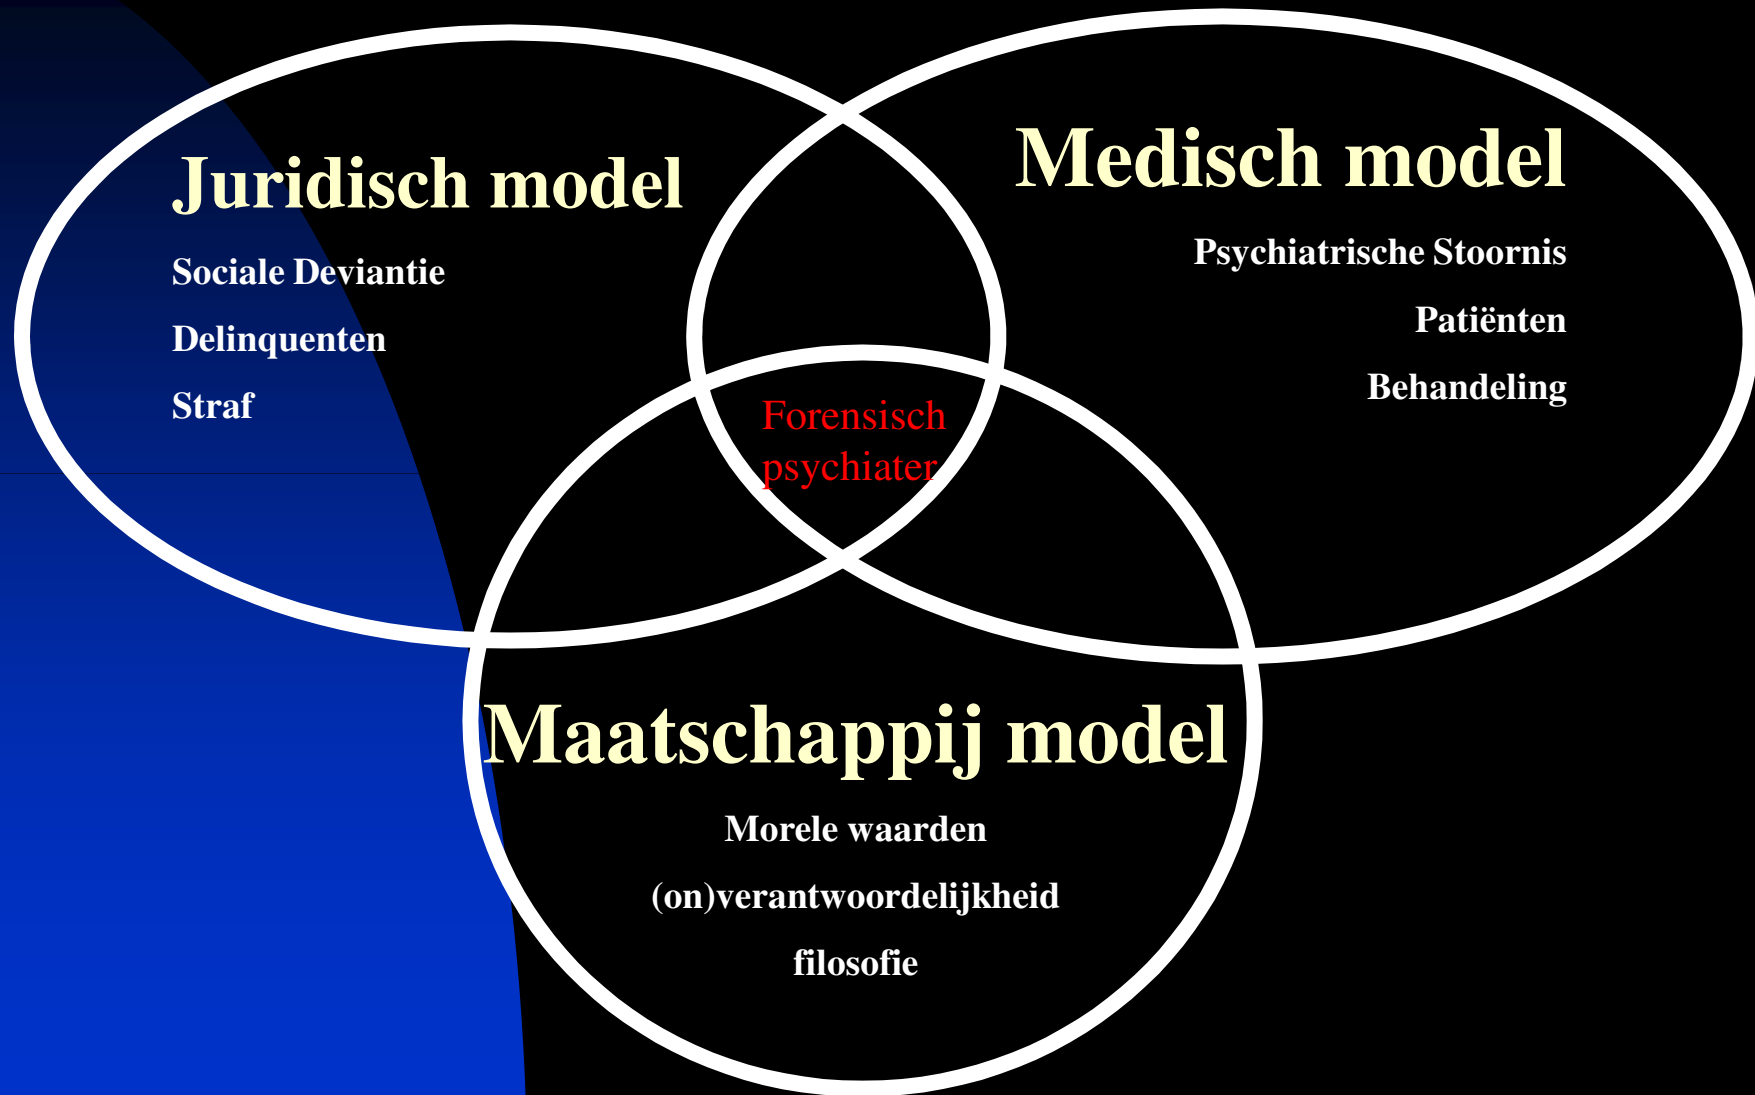 Juridisch model
Sociale Deviantie
Delinquenten
Straf
Medisch model
Psychiatrische Stoornis
Patiënten
Behandeling
Forensisch
psychiater
Maatschappij model
Morele waarden
(on)verantwoordelijkheid
filosofie